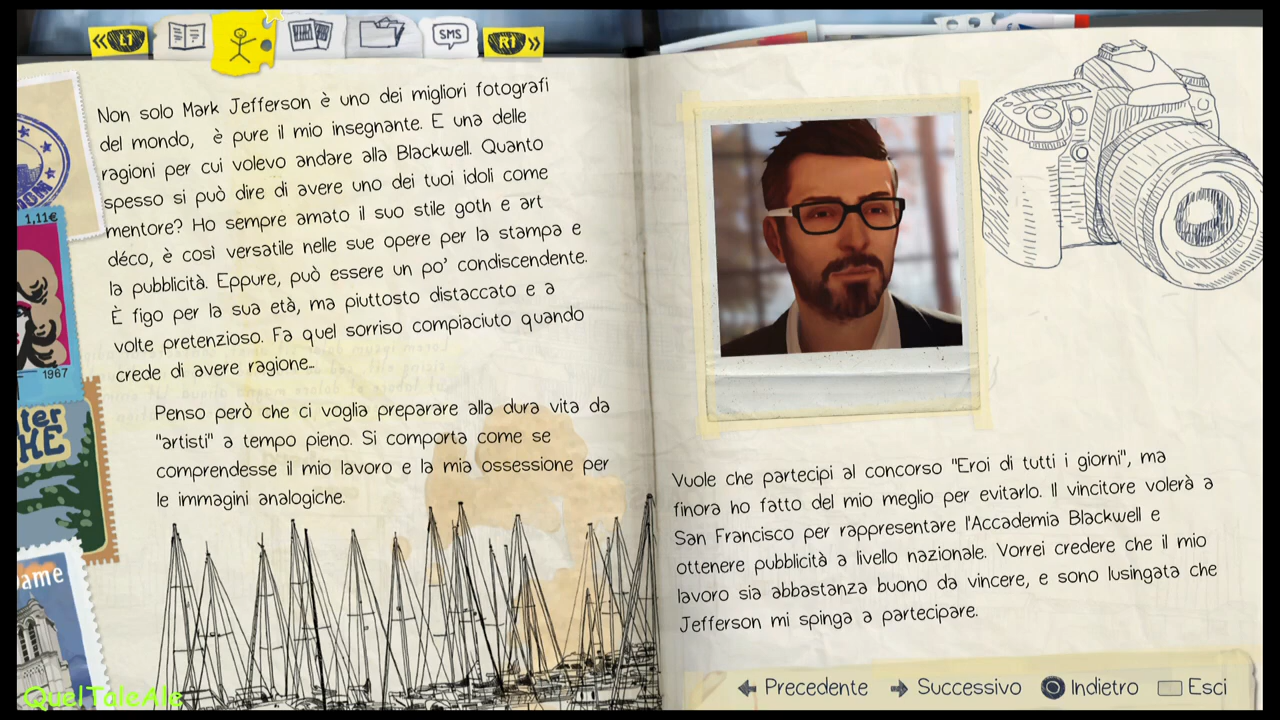 LT
SMS
RT
Non solo Mark Jefferson è uno dei migliori fotografi
del mondo, è pure il mio insegnante. E una delle
ragioni per cui volevo andare alla Blackwell. Quanto
spesso si può dire di avere uno dei tuoi idoli come
mentore? Ho sempre amato il suo stile goth e art
déco, è così versatile nelle sue opere per la stampa e
la pubblicità. Eppure, può essere un po' condiscendente.
È figo per la sua età, ma piuttosto distaccato e a
volte pretenzioso. Fa quel sorriso compiaciuto quando
crede di avere ragione...
Penso però che ci voglia preparare alla dura vita da
"artisti" a tempo pieno. Si comporta come se
comprendesse il mio lavoro e la mia ossessione per
le immagini analogiche.
1,11€
1967
ter
HE
ame
Vuole che partecipi al concorso "Eroi di tutti i giorni", ma
finora ho fatto del mio meglio per evitarlo. Il vincitore volerà a
San Francisco per rappresentare l'Accademia Blackwell e
ottenere pubblicità a livello nazionale. Vorrei credere che il mio
lavoro sia abbastanza buono da vincere, e sono lusingata che
Jefferson mi spinga a partecipare.
Precedente
Successivo
Indietro
Esci
QuelTaleAle